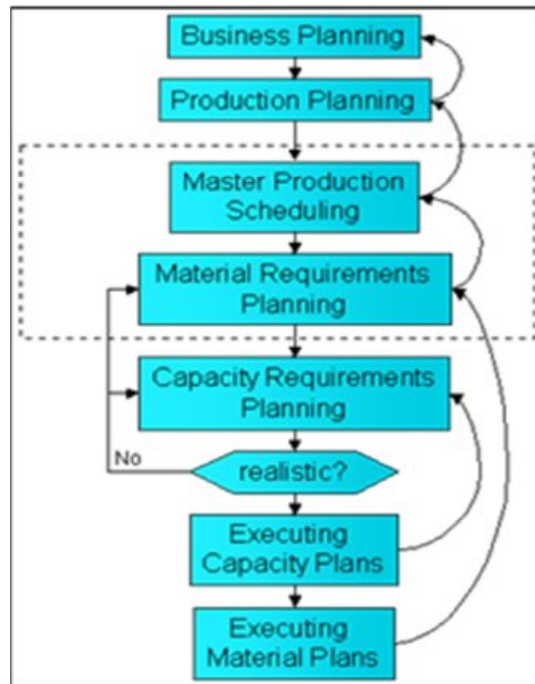 Business Planning
Production Planning
Master Production
Scheduling
Material Requirements
Planning
Capacity Requirements
Planning
No
realistic?
Executing
Capacity Plans
Executing
Material Plans